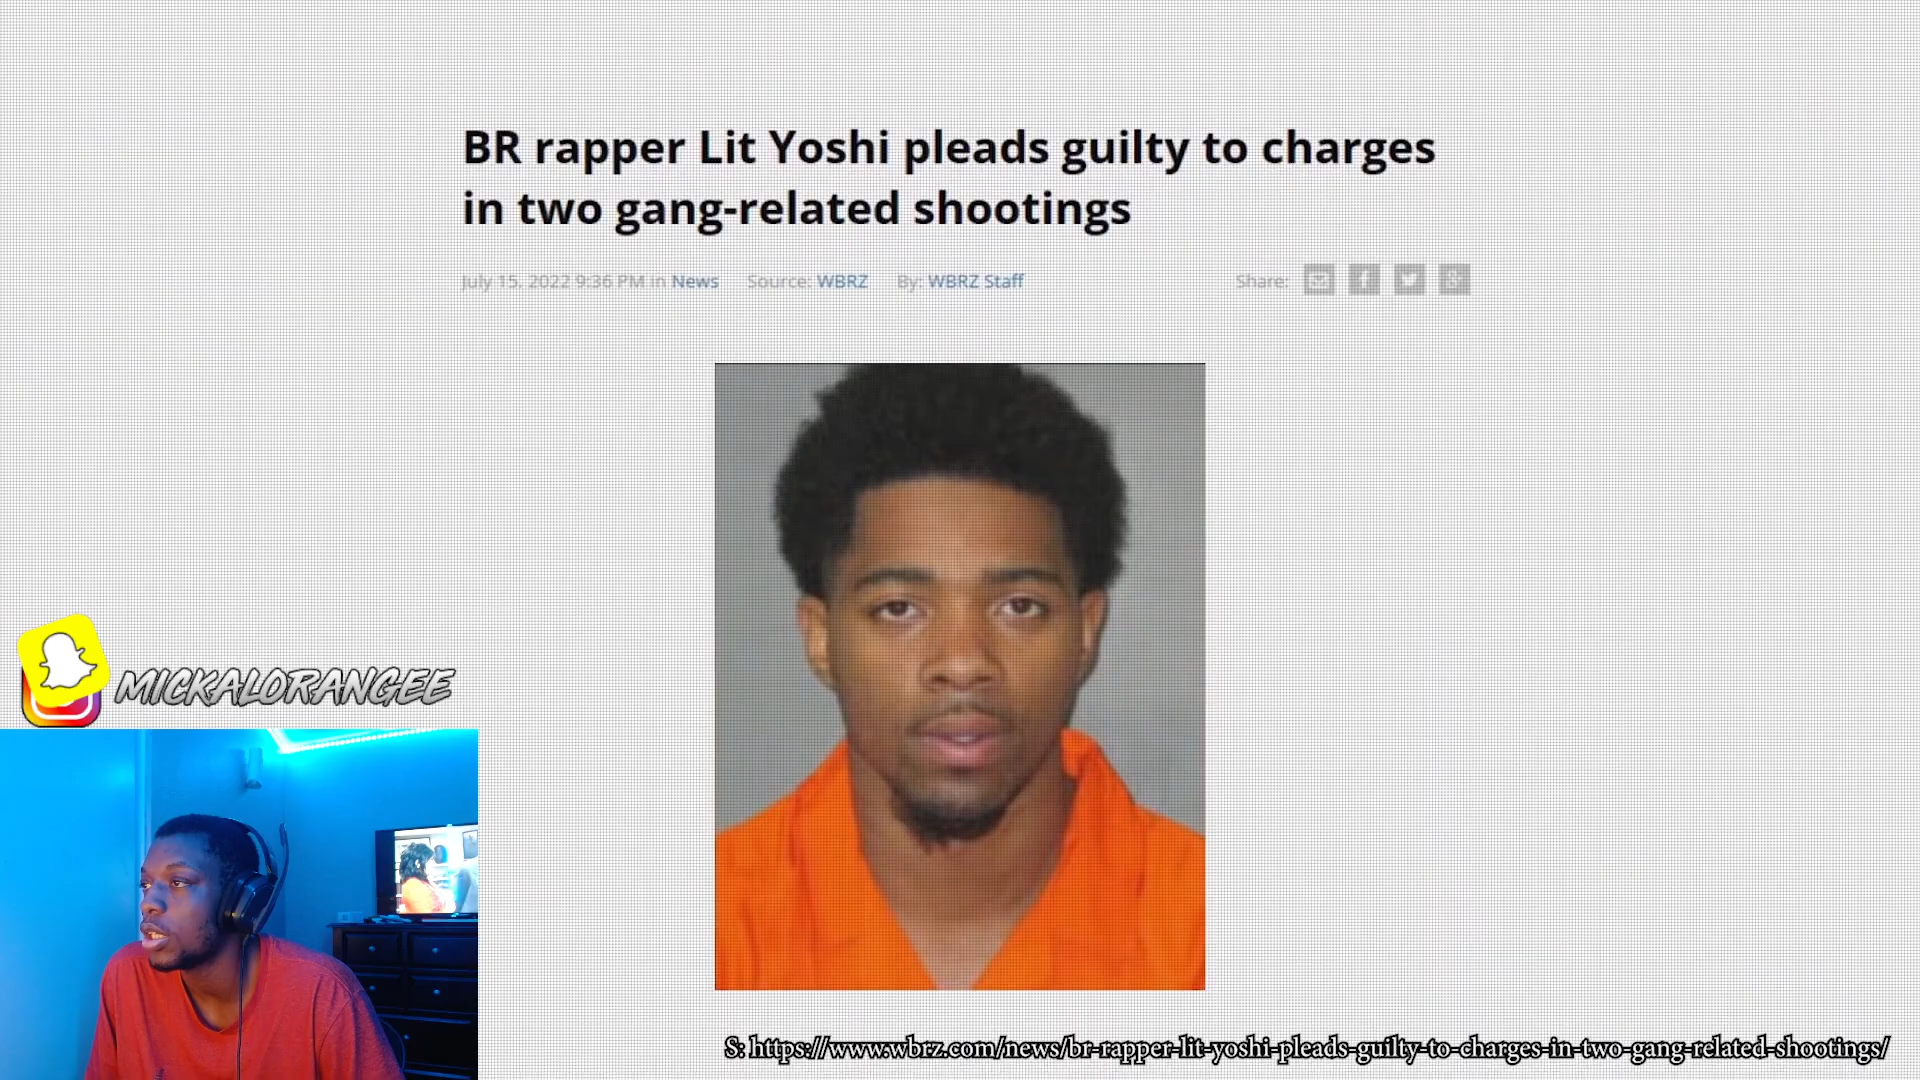 BR rapper Lit Yoshi pleads guilty to charges
in two gang-related shootings
July 15, 2022 9:36 PM in News Source: WBRZ By: WBRZ Staff Share:
MICKALORANGEE
S: https://www.wbrz.com/news/br-rapper-lit-yoshi-pleads-guilty-to-charges-in-two-gang-related-shootings/